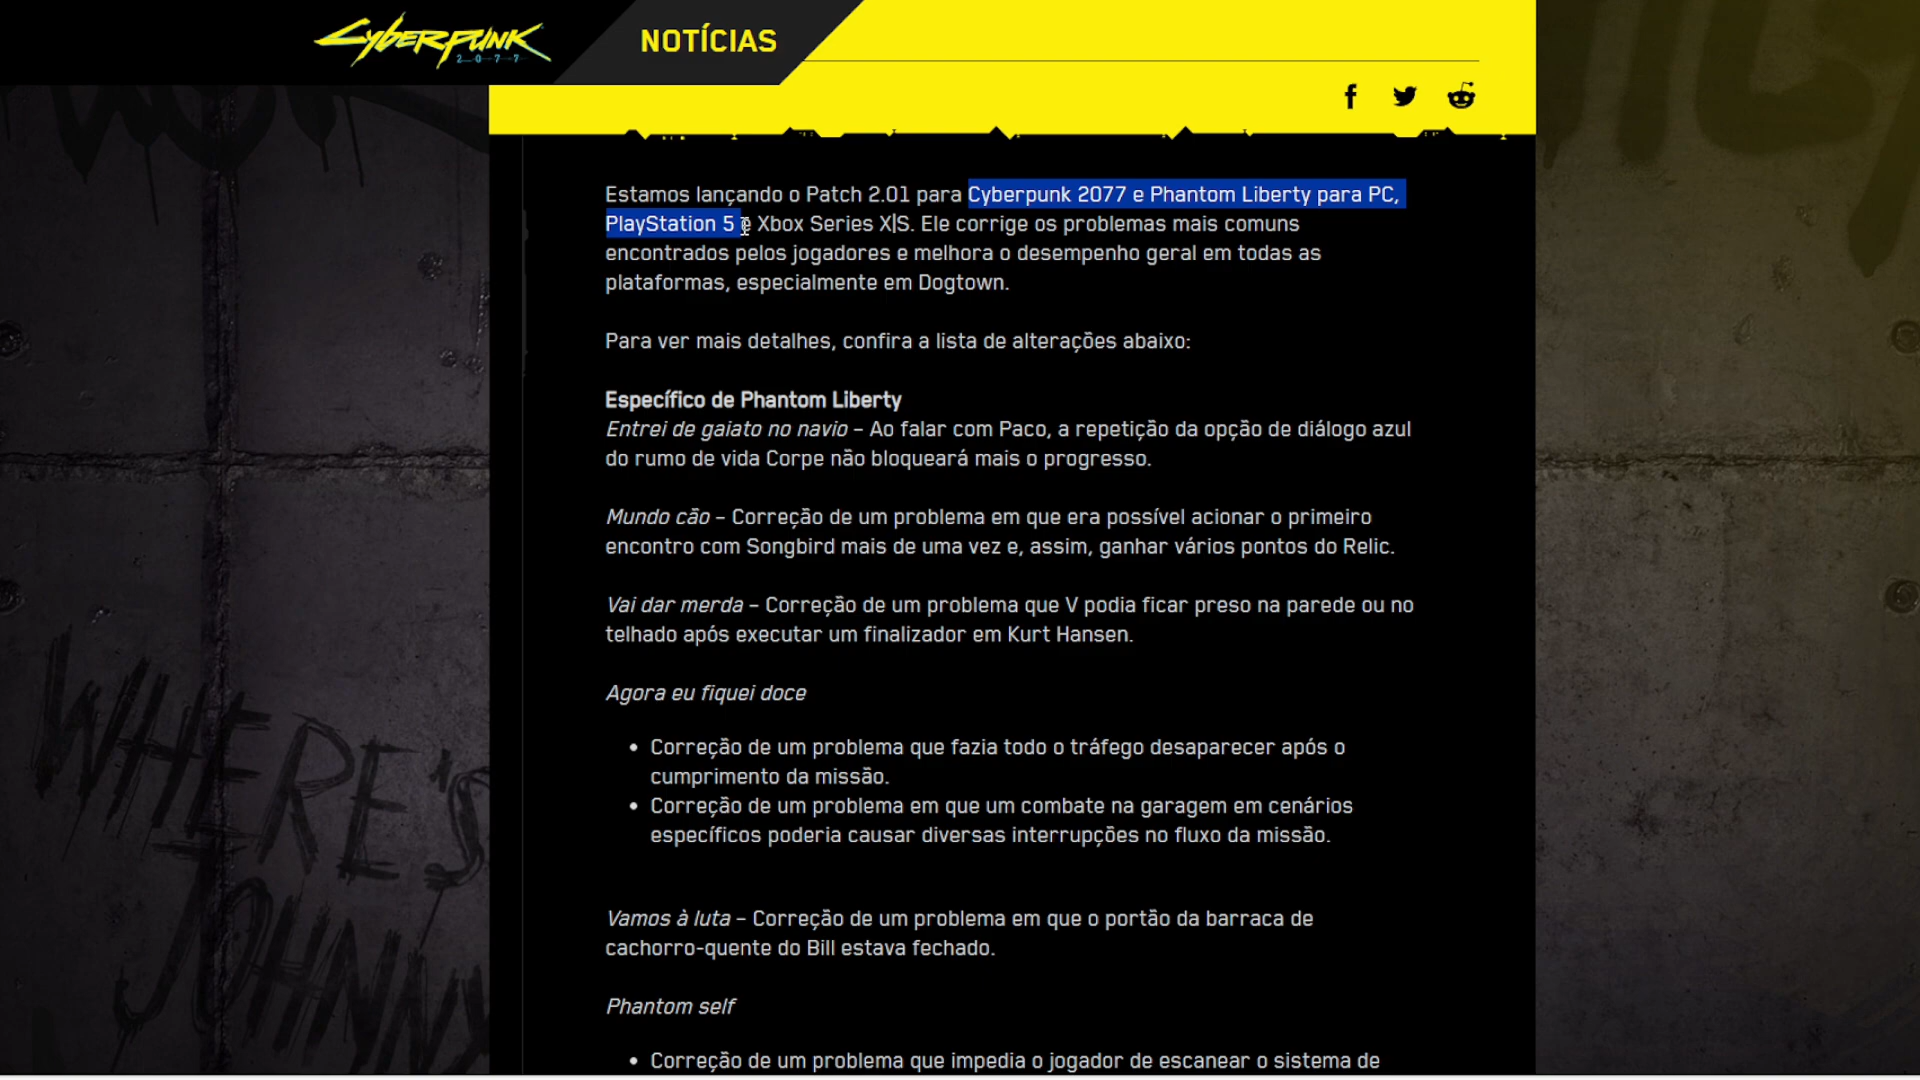 Cyberpunk
2077
NOTÍCIAS
Estamos lançando o Patch 2.01 para Cyberpunk 2077 e Phantom Liberty para PC,
PlayStation 5 e Xbox Series X|S. Ele corrige os problemas mais comuns
encontrados pelos jogadores e melhora o desempenho geral em todas as
plataformas, especialmente em Dogtown.
Para ver mais detalhes, confira a lista de alterações abaixo:
Específico de Phantom Liberty
Entrei de gaiato no navio – Ao falar com Paco, a repetição da opção de diálogo azul
do rumo de vida Corpe não bloqueará mais o progresso.
Mundo cão – Correção de um problema em que era possível acionar o primeiro
encontro com Songbird mais de uma vez e, assim, ganhar vários pontos do Relic.
Vai dar merda – Correção de um problema que V podia ficar preso na parede ou no
telhado após executar um finalizador em Kurt Hansen.
Agora eu fiquei doce
• Correção de um problema que fazia todo o tráfego desaparecer após o
cumprimento da missão.
• Correção de um problema em que um combate na garagem em cenários
específicos poderia causar diversas interrupções no fluxo da missão.
Vamos à luta – Correção de um problema em que o portão da barraca de
cachorro-quente do Bill estava fechado.
Phantom self
• Correção de um problema que impedia o jogador de escanear o sistema de
WHERE'S
JOHNNY